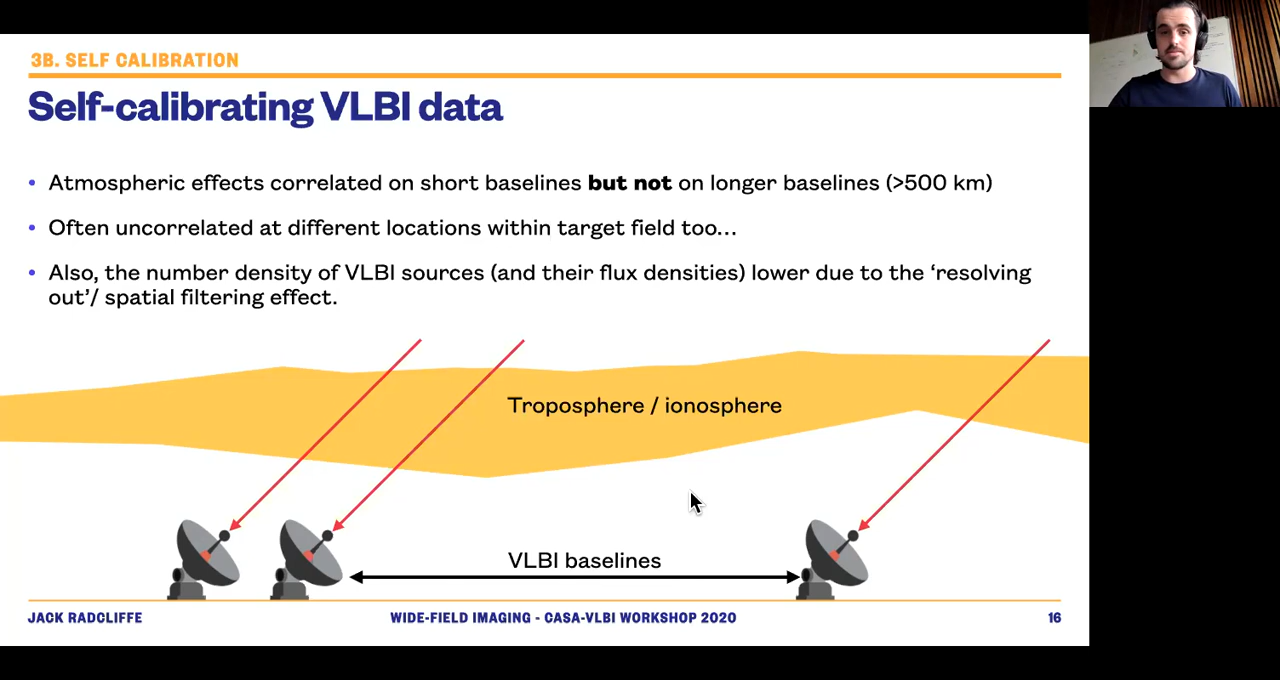 3B. SELF CALIBRATION
Self-calibrating VLBI data
• Atmospheric effects correlated on short baselines but not on longer baselines (>500 km)
• Often uncorrelated at different locations within target field too...
• Also, the number density of VLBI sources (and their flux densities) lower due to the ‘resolving
out’/ spatial filtering effect.
Troposphere / ionosphere
VLBI baselines
JACK RADCLIFFE
WIDE-FIELD IMAGING - CASA-VLBI WORKSHOP 2020
16